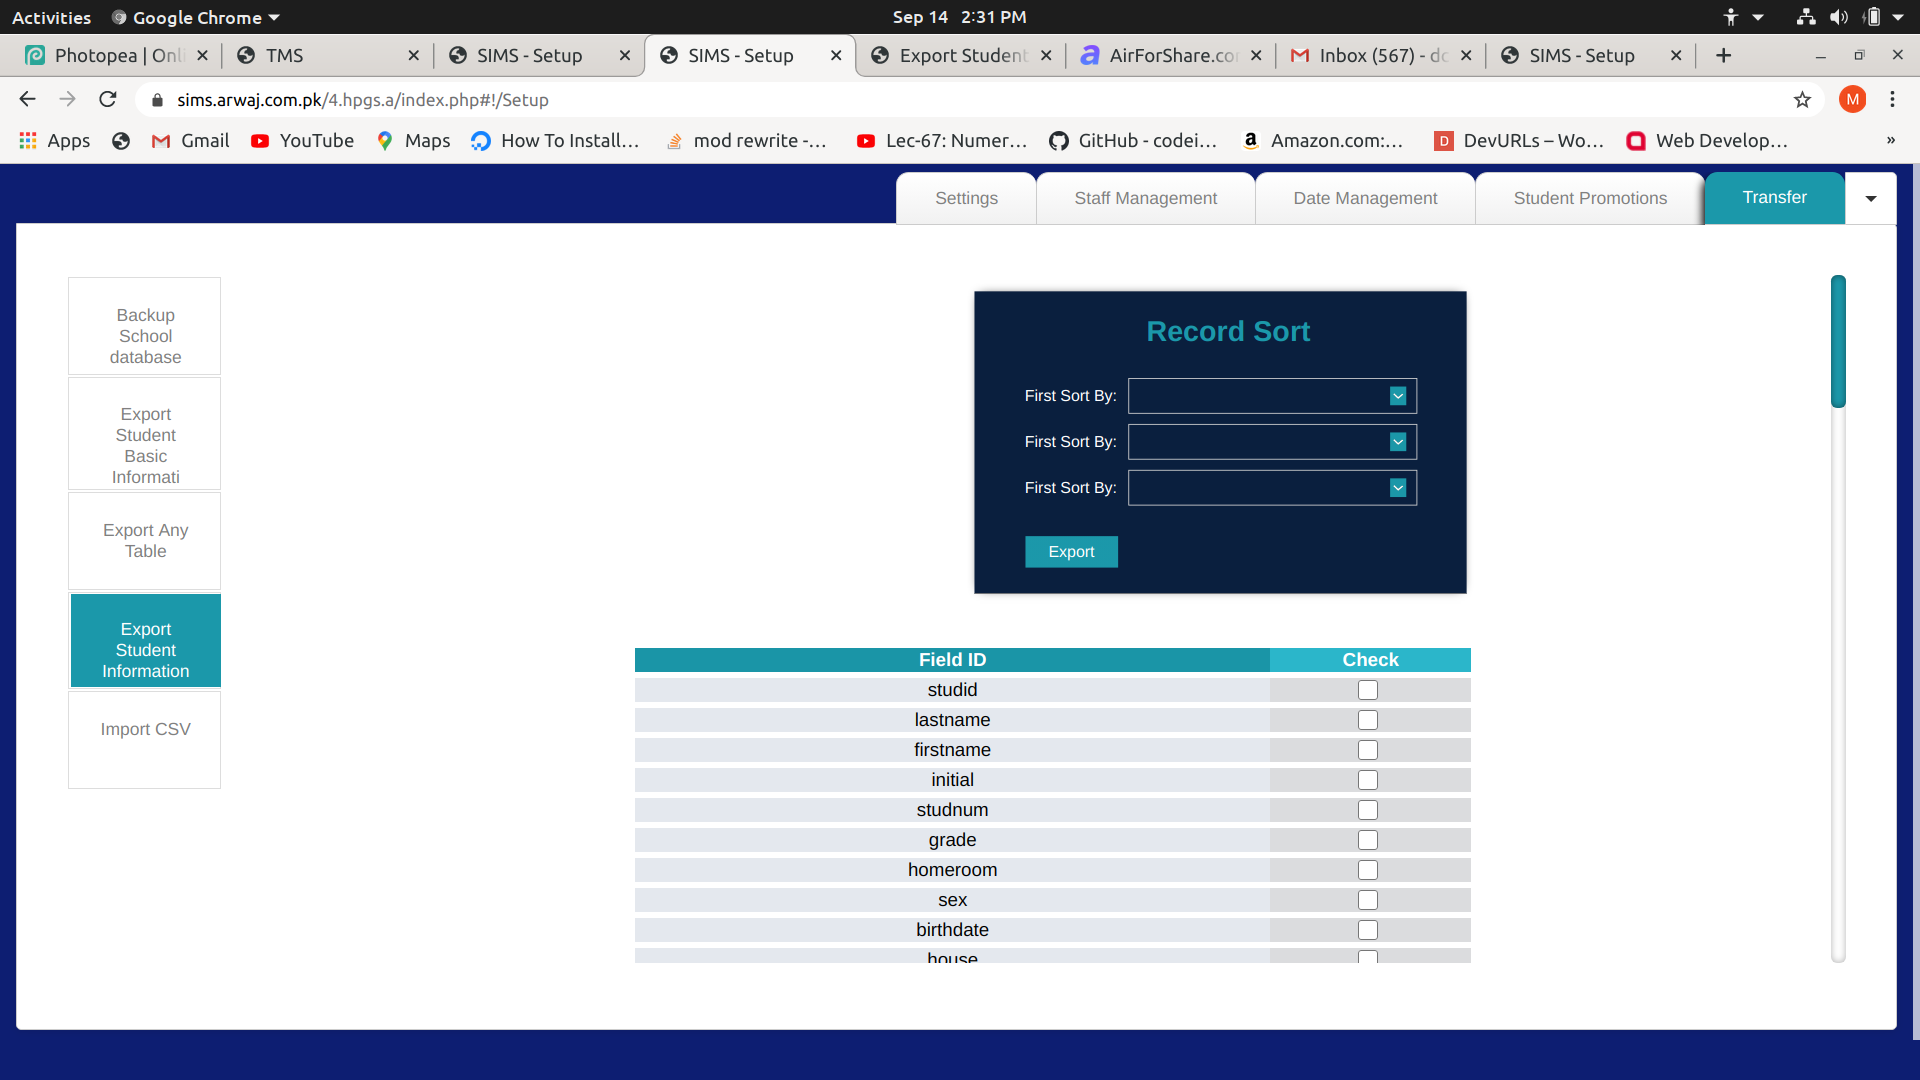 Activities
Google Chrome
Sep 14 2:31 PM
Photopea | Onli
TMS
SIMS - Setup
SIMS - Setup
Export Student
AirForShare.co
Inbox (567) - do
SIMS - Setup
sims.arwaj.com.pk/4.hpgs.a/index.php#!/Setup
M
Apps
Gmail
YouTube
Maps
How To Install...
mod rewrite -...
Lec-67: Numer...
GitHub - codei...
Amazon.com:...
DevURLs – Wo...
Web Develop...
»
Settings
Staff Management
Date Management
Student Promotions
Transfer
Backup
School
database
Export
Student
Basic
Informati
Export Any
Table
Export
Student
Information
Import CSV
Record Sort
First Sort By:
First Sort By:
First Sort By:
Export
Field ID Check
studid
lastname
firstname
initial
studnum
grade
homeroom
sex
birthdate
house